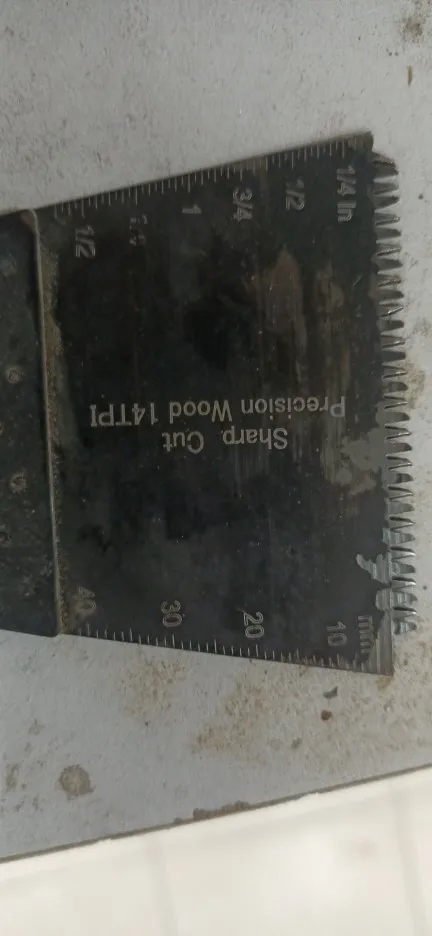 Sharp Cut
Precision Wood 14TPI
mm
10
20
30
40
1/4 In
1/2
3/4
1
1/2